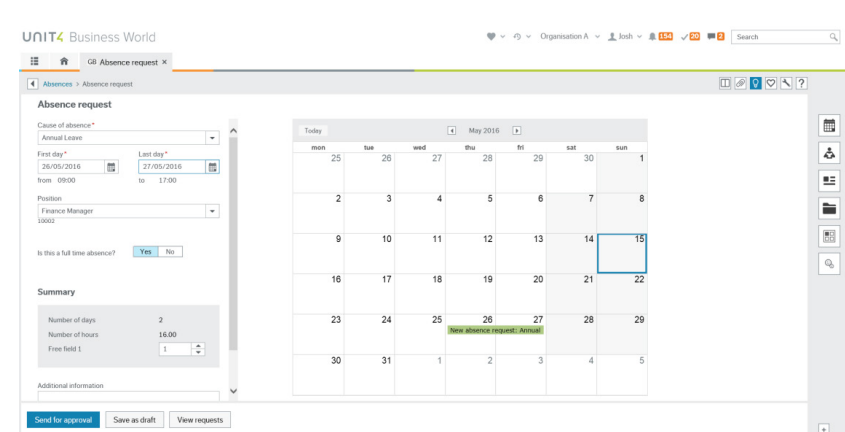 UNIT4 Business World
Organisation A
Josh
154
20
2
Search
GB Absence request ×
Absences > Absence request
?
Absence request
Cause of absence*
Annual Leave
First day* Last day*
26/05/2016 27/05/2016
from 09:00 to 17:00
Position
Finance Manager
10002
Is this a full time absence? Yes No
Summary
Number of days 2
Number of hours 16.00
Free field 1 1
Additional information
Send for approval Save as draft View requests
Today May 2016
mon tue wed thu fri sat sun
25 26 27 28 29 30 1
2 3 4 5 6 7 8
9 10 11 12 13 14 15
16 17 18 19 20 21 22
23 24 25 26 27 28 29
New absence request: Annual
30 31 1 2 3 4 5